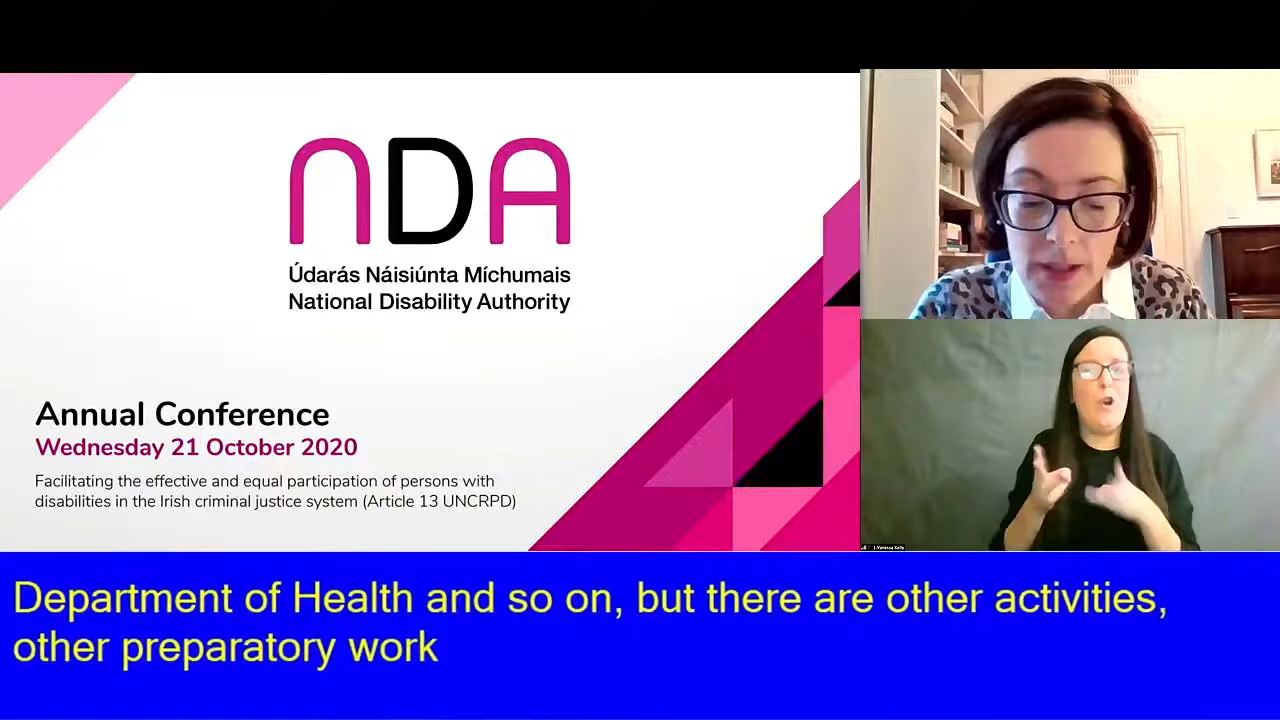 NDA
Údarás Náisiúnta Míchumais
National Disability Authority
Annual Conference
Wednesday 21 October 2020
Facilitating the effective and equal participation of persons with
disabilities in the Irish criminal justice system (Article 13 UNCRPD)
Vanessa Kelly
Department of Health and so on, but there are other activities,
other preparatory work